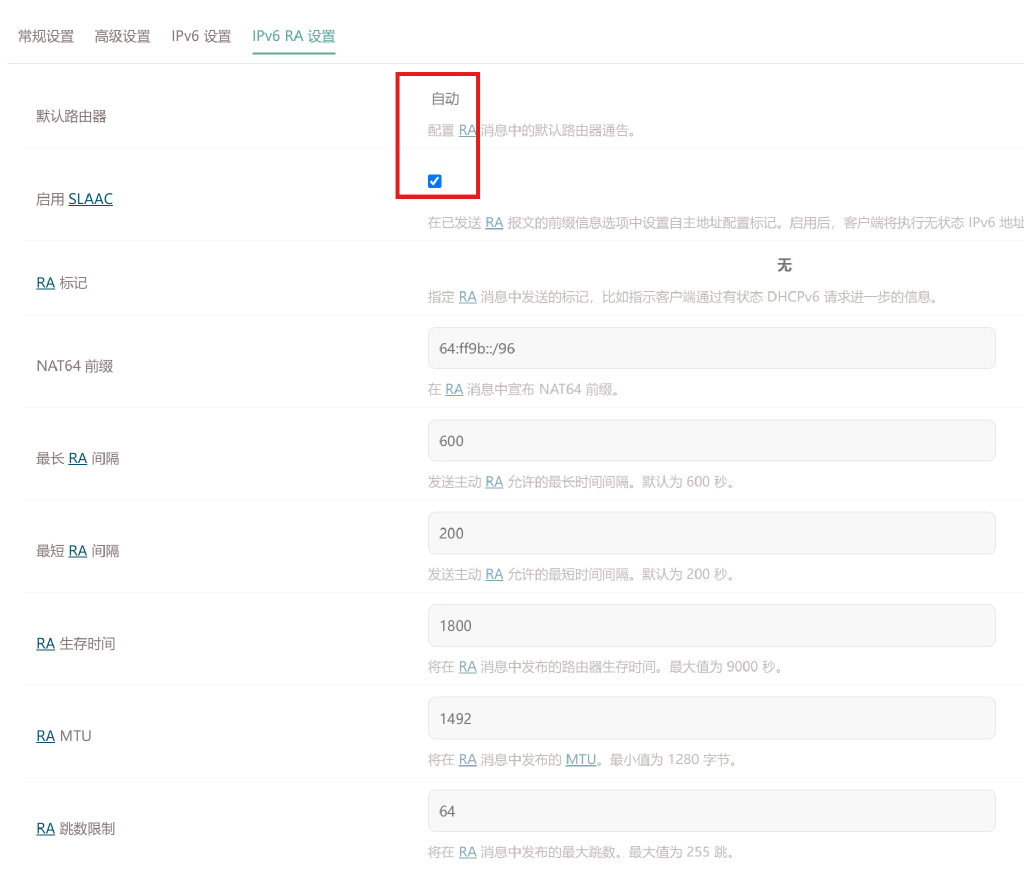 常规设置 高级设置 IPv6 设置 IPv6 RA 设置
默认路由器
自动
配置 RA 消息中的默认路由器通告。
启用 SLAAC
在已发送 RA 报文的前缀信息选项中设置自主地址配置标记。启用后，客户端将执行无状态 IPv6 地址
RA 标记
无
指定 RA 消息中发送的标记，比如指示客户端通过有状态 DHCPv6 请求进一步的信息。
NAT64 前缀
64:ff9b::/96
在 RA 消息中宣布 NAT64 前缀。
最长 RA 间隔
600
发送主动 RA 允许的最长时间间隔。默认为 600 秒。
最短 RA 间隔
200
发送主动 RA 允许的最短时间间隔。默认为 200 秒。
RA 生存时间
1800
将在 RA 消息中发布的路由器生存时间。最大值为 9000 秒。
RA MTU
1492
将在 RA 消息中发布的 MTU。最小值为 1280 字节。
RA 跳数限制
64
将在 RA 消息中发布的最大跳数。最大值为 255 跳。